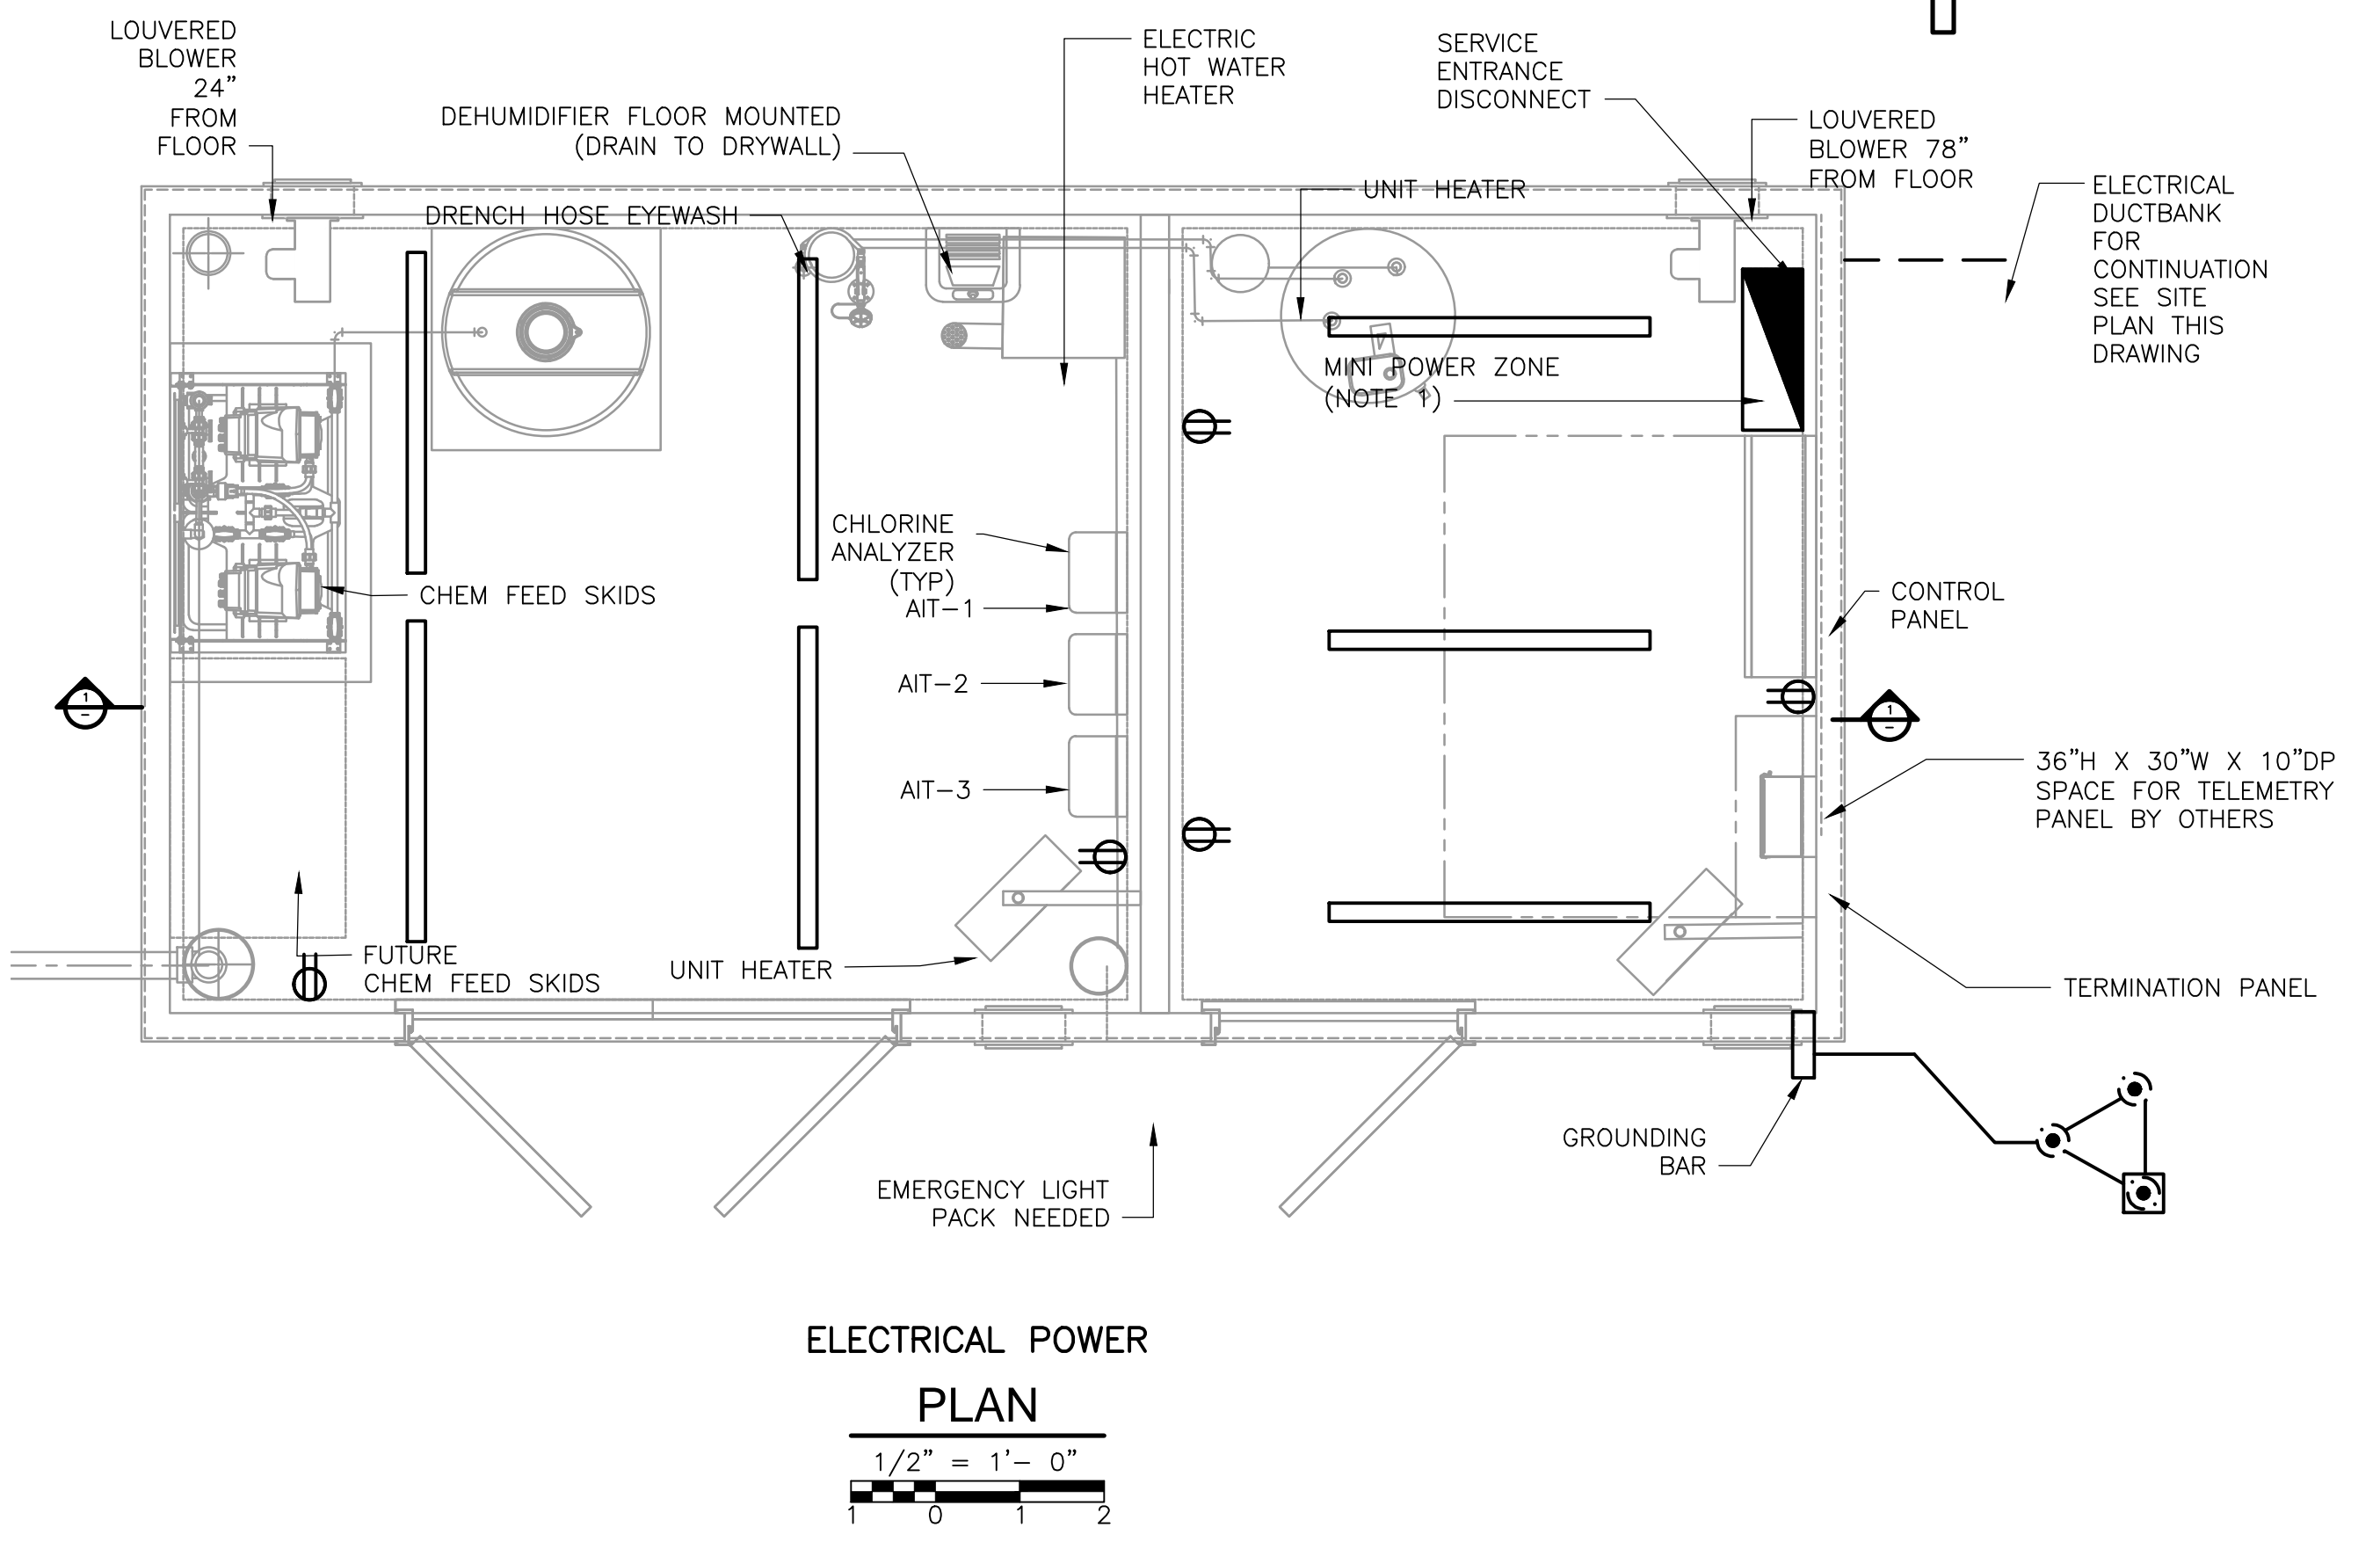 LOUVERED
BLOWER
24"
FROM
FLOOR
DEHUMIDIFIER FLOOR MOUNTED
(DRAIN TO DRYWALL)
ELECTRIC
HOT WATER
HEATER
SERVICE
ENTRANCE
DISCONNECT
LOUVERED
BLOWER 78"
FROM FLOOR
ELECTRICAL
DUCTBANK
FOR
CONTINUATION
SEE SITE
PLAN THIS
DRAWING
DRENCH HOSE EYEWASH
UNIT HEATER
MINI POWER ZONE
(NOTE 1)
CHLORINE
ANALYZER
(TYP)
AIT-1
AIT-2
AIT-3
CHEM FEED SKIDS
CONTROL
PANEL
1
-
1
-
36"H X 30"W X 10"DP
SPACE FOR TELEMETRY
PANEL BY OTHERS
FUTURE
CHEM FEED SKIDS
UNIT HEATER
TERMINATION PANEL
GROUNDING
BAR
EMERGENCY LIGHT
PACK NEEDED
ELECTRICAL POWER
PLAN
1/2" = 1'- 0"
1 0 1 2